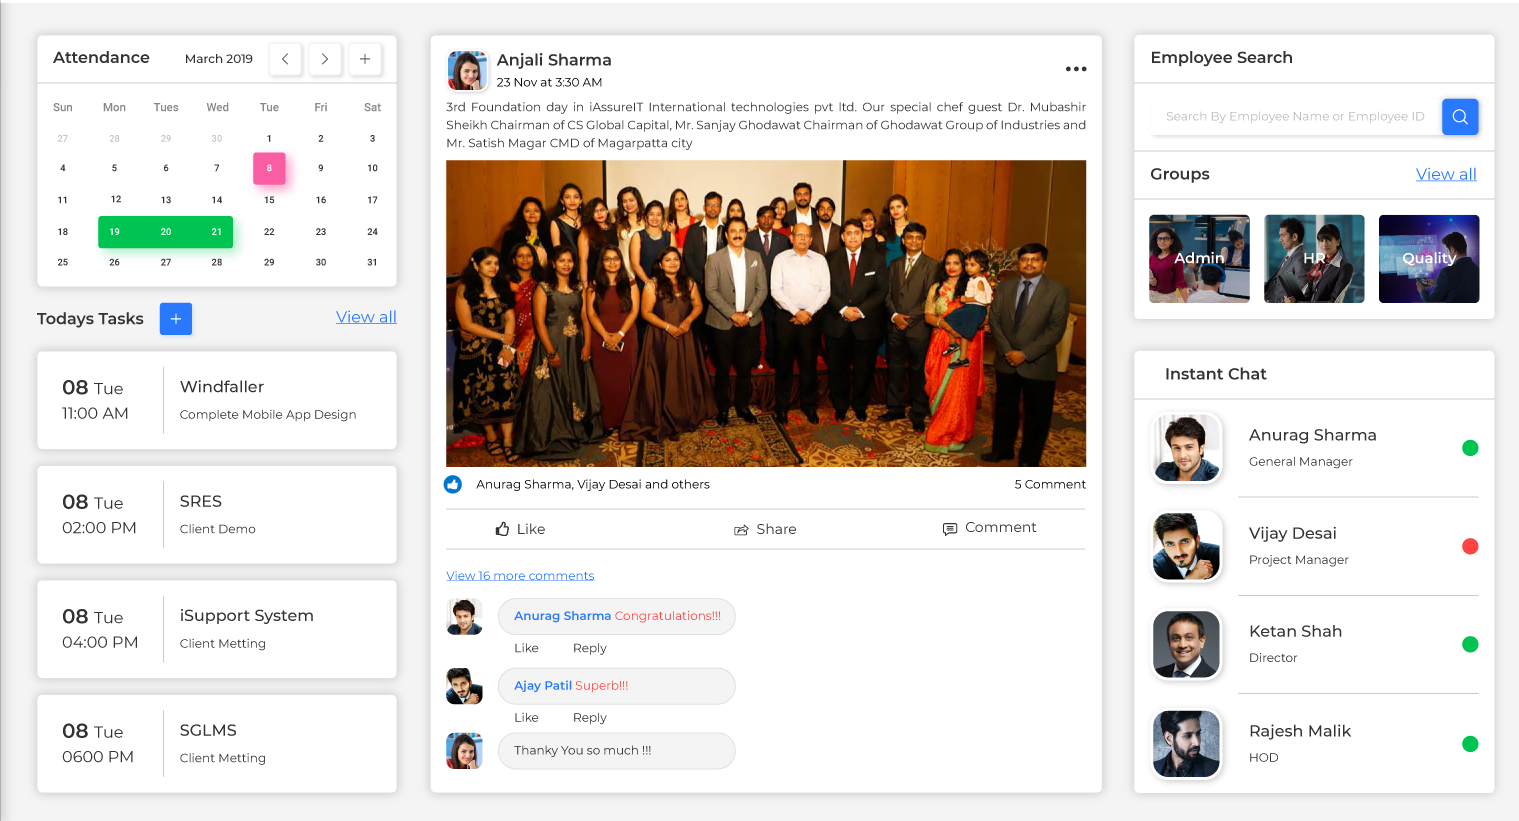 Attendance
March 2019
Sun Mon Tues Wed Tue Fri Sat
27 28 29 30 1 2 3
4 5 6 7 8 9 10
11 12 13 14 15 16 17
18 19 20 21 22 23 24
25 26 27 28 29 30 31
Todays Tasks + View all
08 Tue
11:00 AM
Windfaller
Complete Mobile App Design
08 Tue
02:00 PM
SRES
Client Demo
08 Tue
04:00 PM
iSupport System
Client Metting
08 Tue
0600 PM
SGLMS
Client Metting
Anjali Sharma
23 Nov at 3:30 AM
3rd Foundation day in iAssureIT International technologies pvt ltd. Our special chef guest Dr. Mubashir
Sheikh Chairman of CS Global Capital, Mr. Sanjay Ghodawat Chairman of Ghodawat Group of Industries and
Mr. Satish Magar CMD of Magarpatta city
Anurag Sharma, Vijay Desai and others
5 Comment
Like
Share
Comment
View 16 more comments
Anurag Sharma Congratulations!!!
Like Reply
Ajay Patil Superb!!!
Like Reply
Thanky You so much !!!
Employee Search
Search By Employee Name or Employee ID
Groups View all
Admin
HR
Quality
Instant Chat
Anurag Sharma
General Manager
Vijay Desai
Project Manager
Ketan Shah
Director
Rajesh Malik
HOD